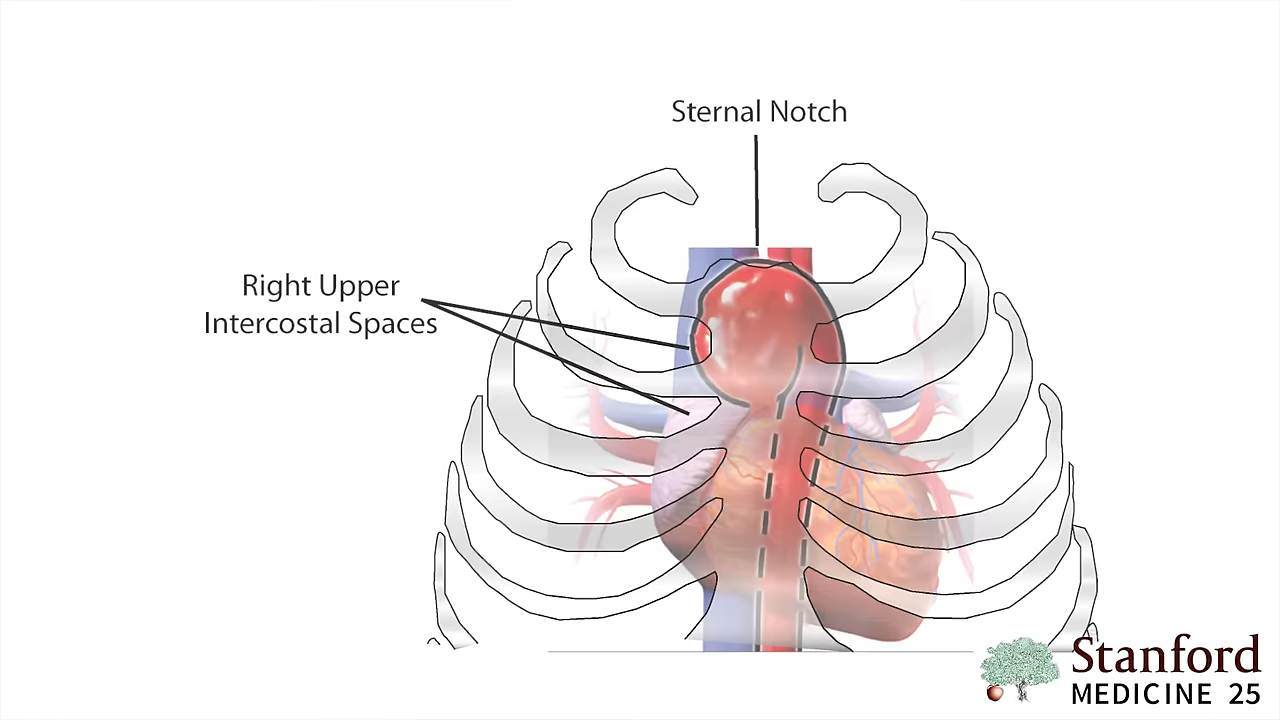 Sternal Notch
Right Upper
Intercostal Spaces
Stanford
MEDICINE 25